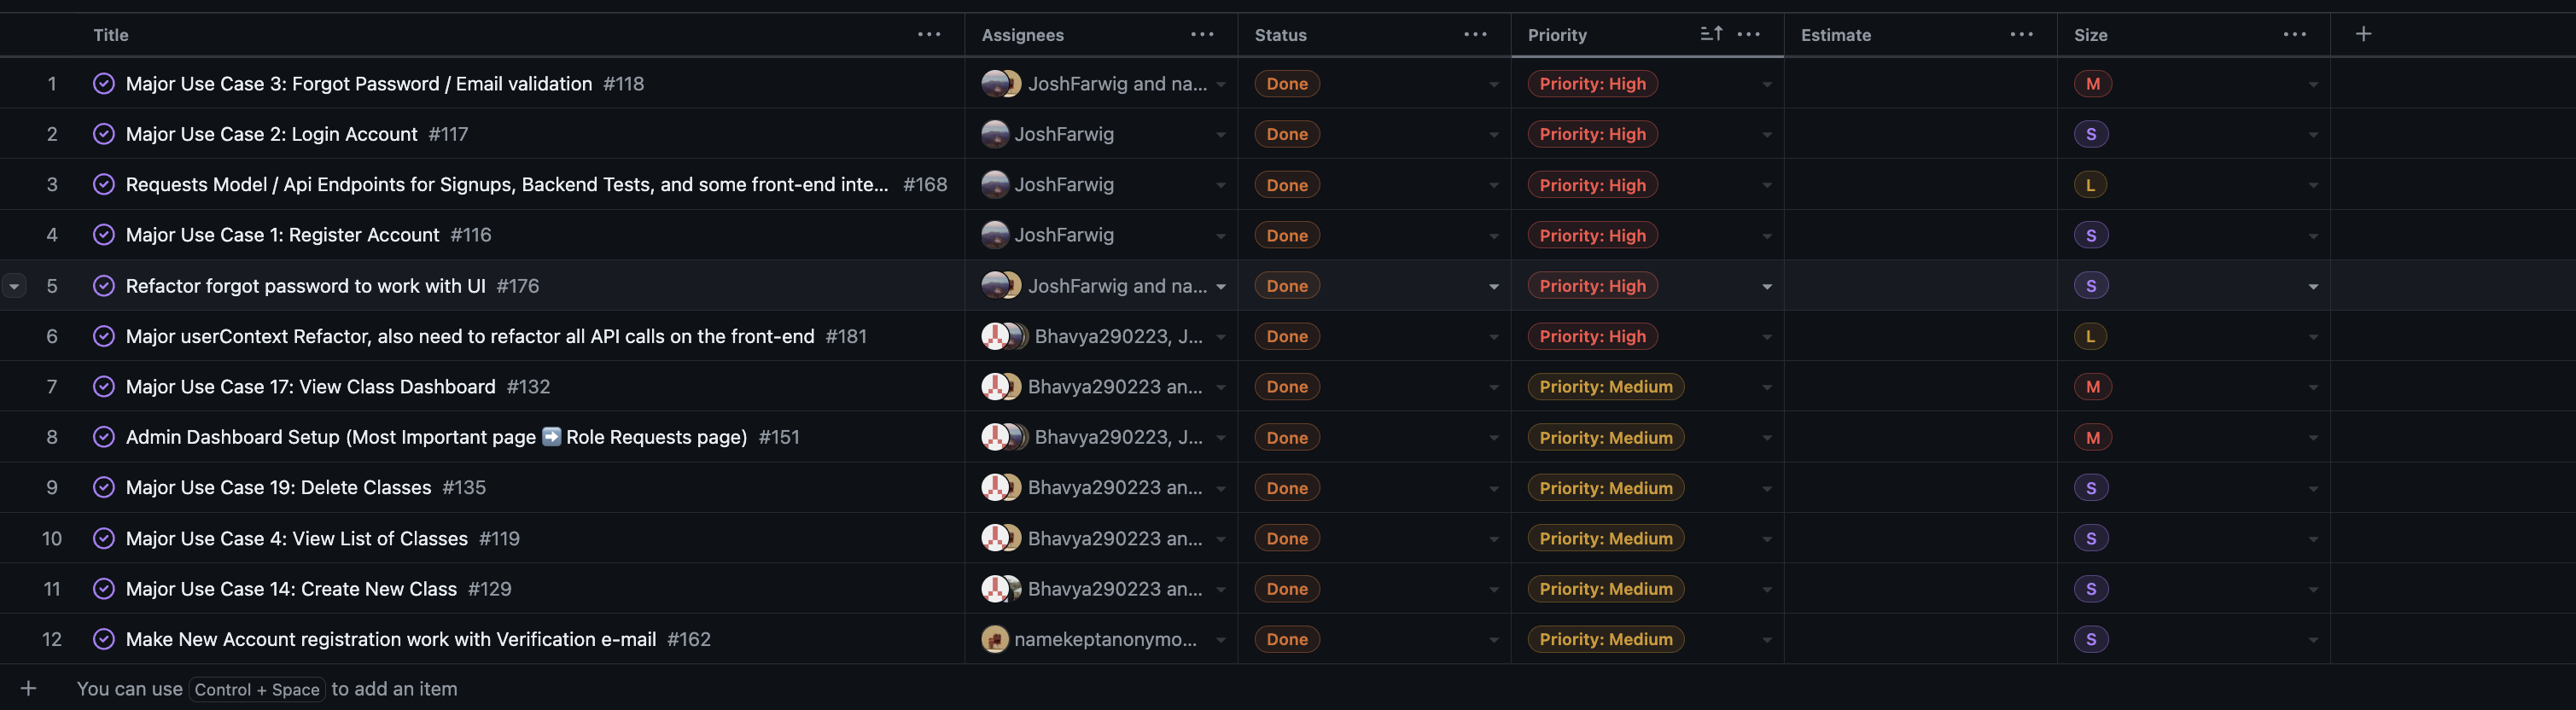 Title ... Assignees ... Status ... Priority ... Estimate ... Size ... +
1 Major Use Case 3: Forgot Password / Email validation #118 JoshFarwig and na... Done Priority: High M
2 Major Use Case 2: Login Account #117 JoshFarwig Done Priority: High S
3 Requests Model / Api Endpoints for Signups, Backend Tests, and some front-end inte... #168 JoshFarwig Done Priority: High L
4 Major Use Case 1: Register Account #116 JoshFarwig Done Priority: High S
5 Refactor forgot password to work with UI #176 JoshFarwig and na... Done Priority: High S
6 Major userContext Refactor, also need to refactor all API calls on the front-end #181 Bhavya290223, J... Done Priority: High L
7 Major Use Case 17: View Class Dashboard #132 Bhavya290223 an... Done Priority: Medium M
8 Admin Dashboard Setup (Most Important page ➡️ Role Requests page) #151 Bhavya290223, J... Done Priority: Medium M
9 Major Use Case 19: Delete Classes #135 Bhavya290223 an... Done Priority: Medium S
10 Major Use Case 4: View List of Classes #119 Bhavya290223 an... Done Priority: Medium S
11 Major Use Case 14: Create New Class #129 Bhavya290223 an... Done Priority: Medium S
12 Make New Account registration work with Verification e-mail #162 namekeptanonymo... Done Priority: Medium S
+ You can use Control + Space to add an item